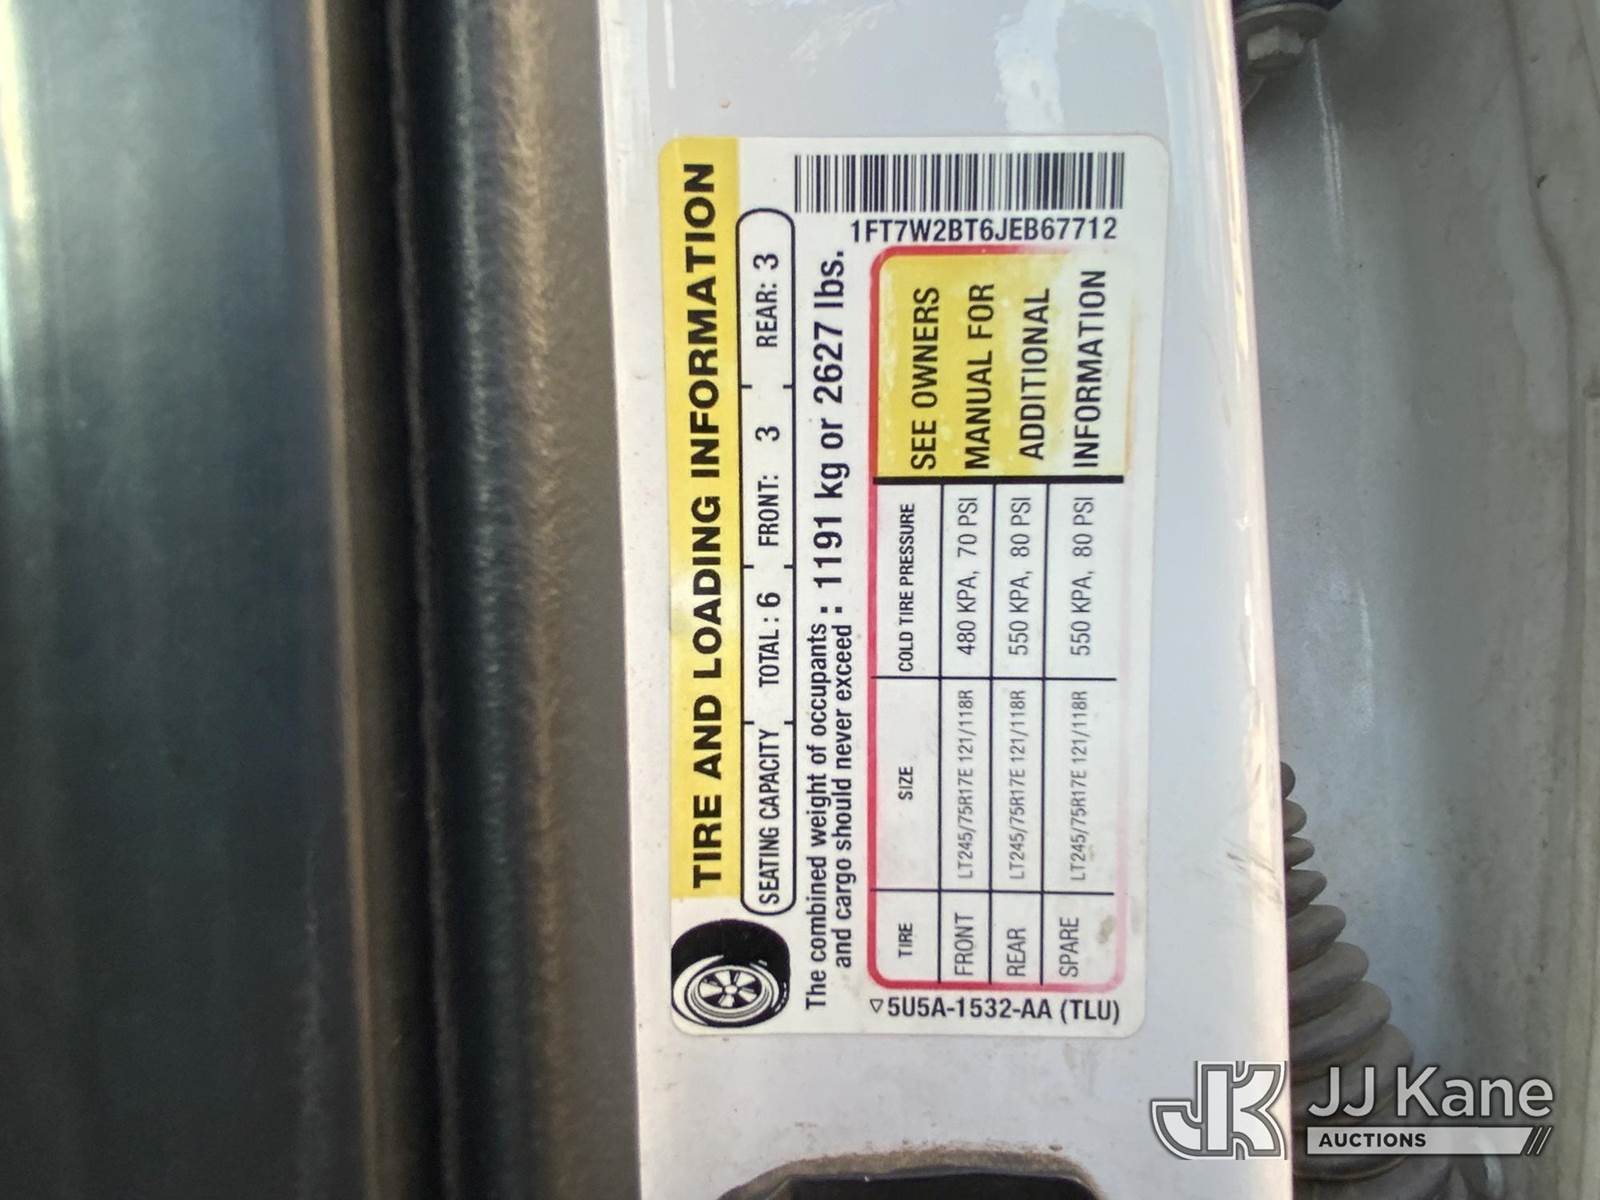 TIRE AND LOADING INFORMATION
SEATING CAPACITY TOTAL : 6 FRONT: 3 REAR: 3
The combined weight of occupants : 1191 kg or 2627 lbs.
and cargo should never exceed :
TIRE SIZE COLD TIRE PRESSURE
FRONT LT245/75R17E 121/118R 480 KPA, 70 PSI
REAR LT245/75R17E 121/118R 550 KPA, 80 PSI
SPARE LT245/75R17E 121/118R 550 KPA, 80 PSI
SEE OWNERS
MANUAL FOR
ADDITIONAL
INFORMATION
1FT7W2BT6JEB67712
5U5A-1532-AA (TLU)
JK JJ Kane
AUCTIONS